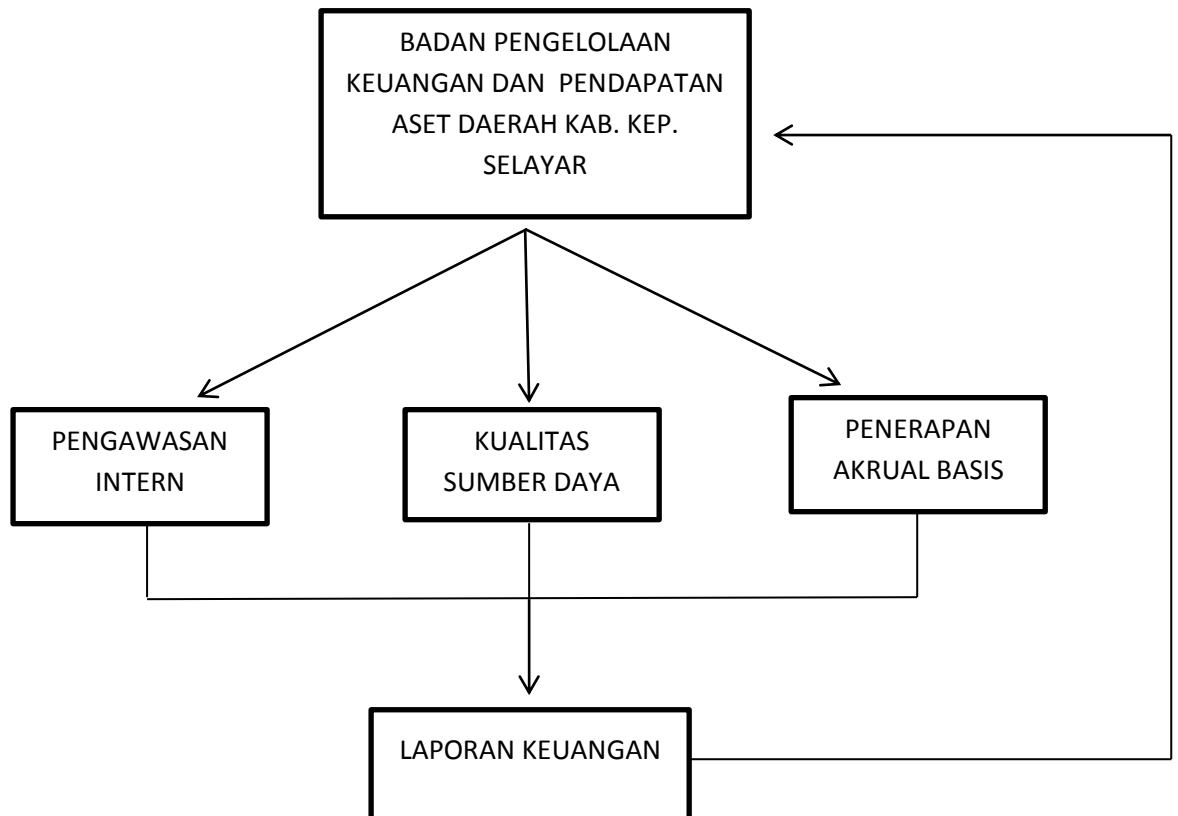 BADAN PENGELOLAAN
KEUANGAN DAN PENDAPATAN
ASET DAERAH KAB. KEP.
SELAYAR
PENGAWASAN
INTERN
KUALITAS
SUMBER DAYA
PENERAPAN
AKRUAL BASIS
LAPORAN KEUANGAN